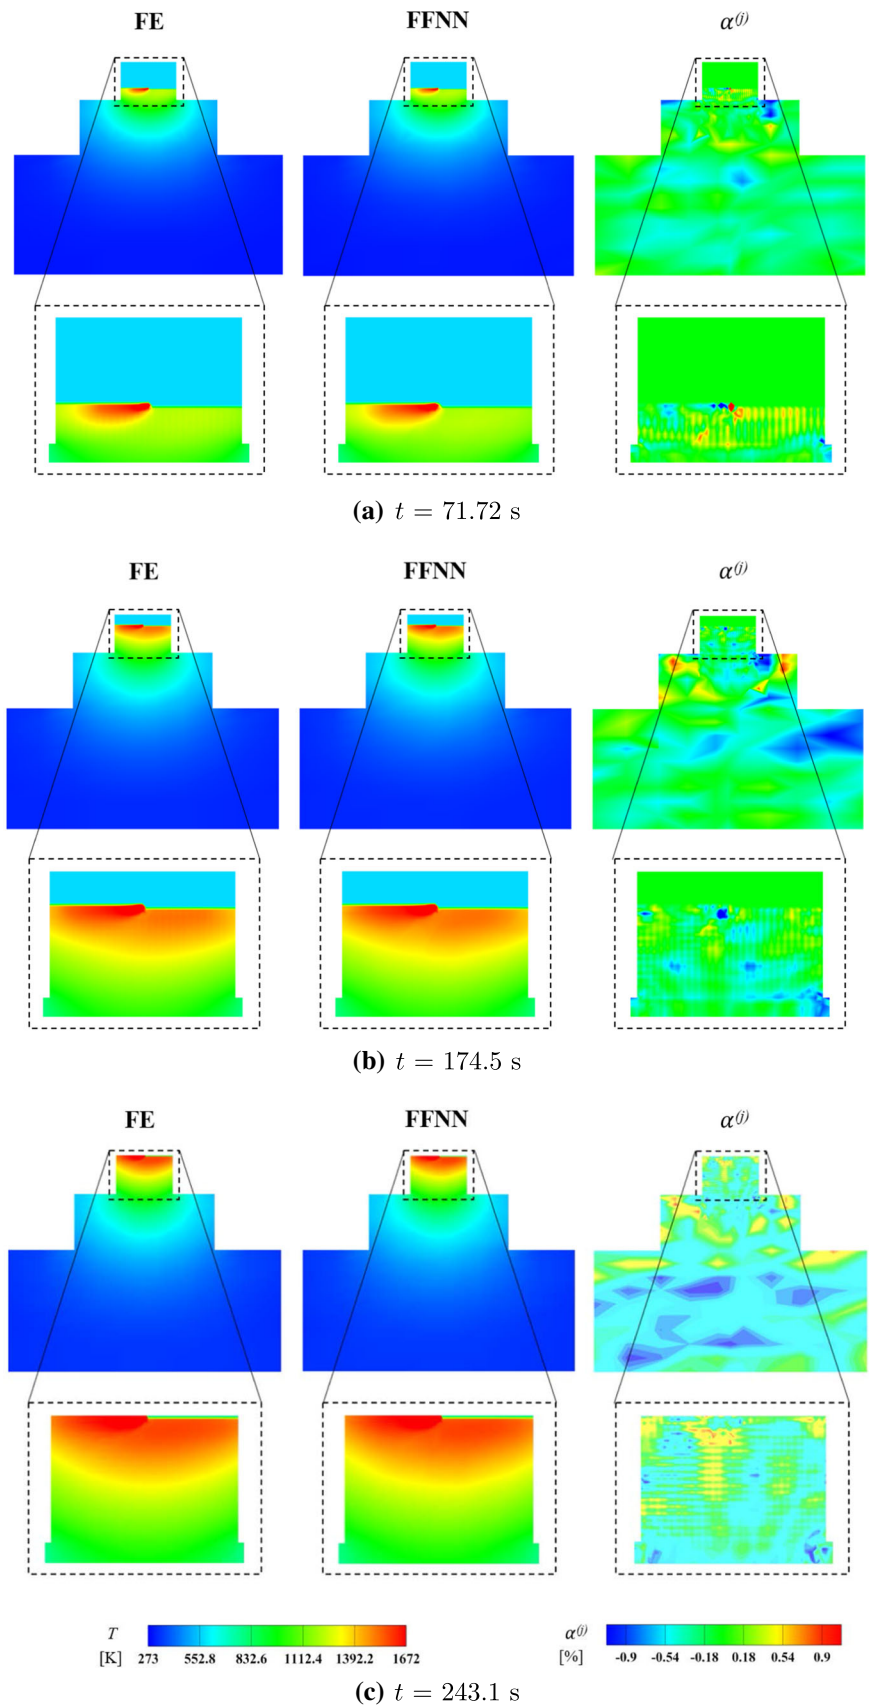 FE FFNN α(j)
(a) t = 71.72 s
FE FFNN α(j)
(b) t = 174.5 s
FE FFNN α(j)
T [K] 273 552.8 832.6 1112.4 1392.2 1672
α(j) [%] -0.9 -0.54 -0.18 0.18 0.54 0.9
(c) t = 243.1 s